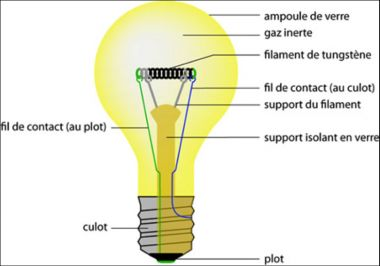 ampoule de verre
gaz inerte
filament de tungstène
fil de contact (au culot)
support du filament
fil de contact (au plot)
support isolant en verre
culot
plot